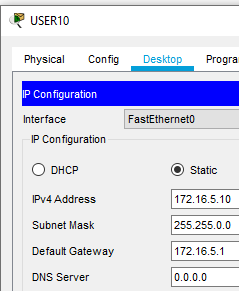 USER10
Physical Config Desktop
IP Configuration
Interface FastEthernet0
IP Configuration
DHCP Static
IPv4 Address 172.16.5.10
Subnet Mask 255.255.0.0
Default Gateway 172.16.5.1
DNS Server 0.0.0.0